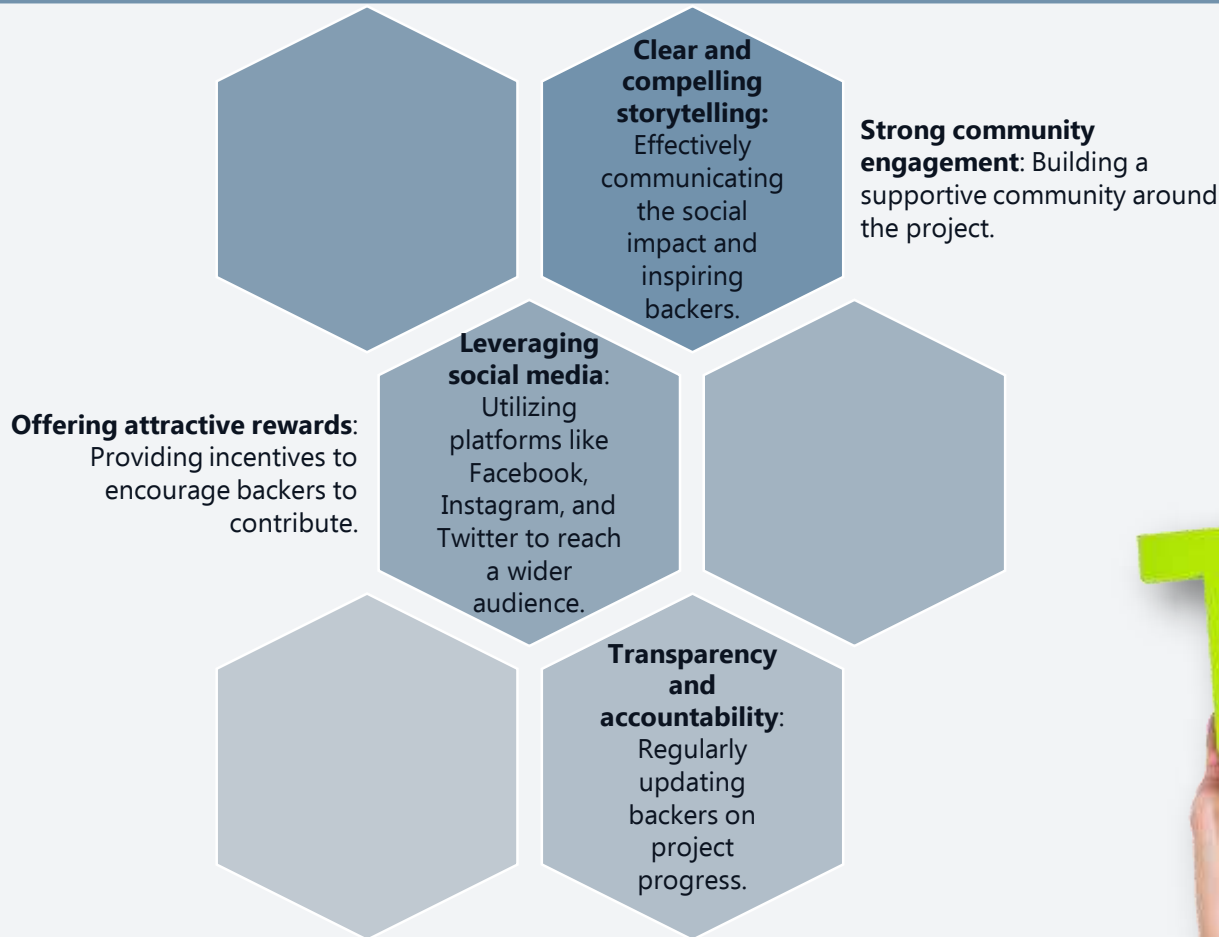 Clear and
compelling
storytelling:
Effectively
communicating
the social
impact and
inspiring
backers.
Strong community
engagement: Building a
supportive community around
the project.
Leveraging
social media:
Utilizing
platforms like
Facebook,
Instagram, and
Twitter to reach
a wider
audience.
Offering attractive rewards:
Providing incentives to
encourage backers to
contribute.
Transparency
and
accountability:
Regularly
updating
backers on
project
progress.